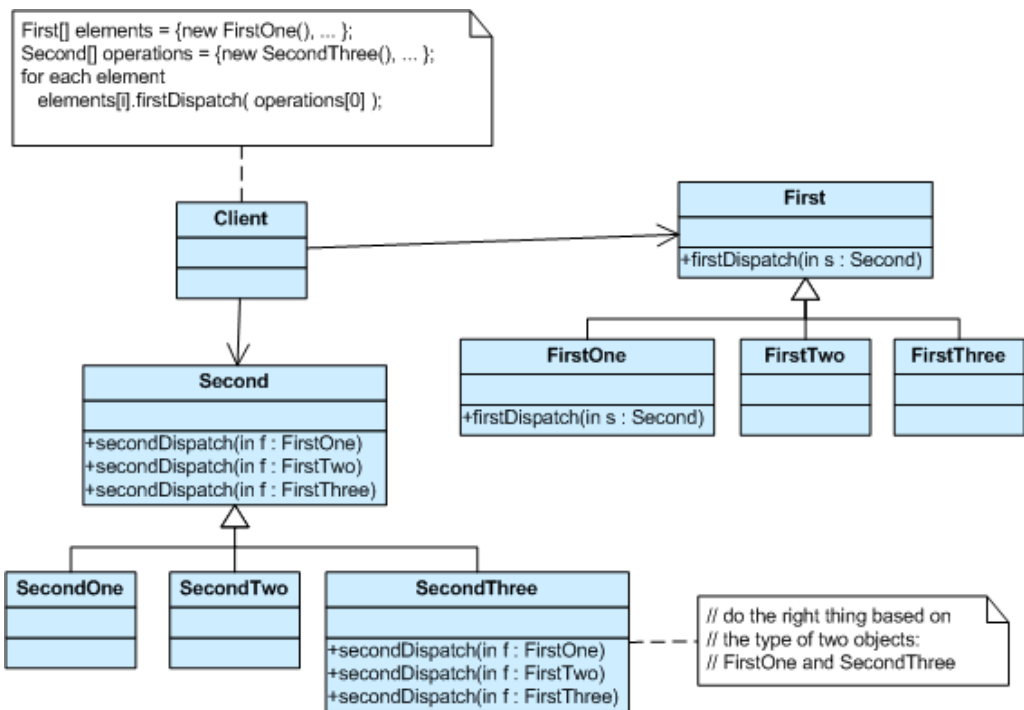 First[] elements = {new FirstOne(), ... };
Second[] operations = {new SecondThree(), ... };
for each element
elements[i].firstDispatch( operations[0] );
Client
First
+firstDispatch(in s : Second)
FirstOne
+firstDispatch(in s : Second)
FirstTwo
FirstThree
Second
+secondDispatch(in f : FirstOne)
+secondDispatch(in f : FirstTwo)
+secondDispatch(in f : FirstThree)
SecondOne
SecondTwo
SecondThree
+secondDispatch(in f : FirstOne)
+secondDispatch(in f : FirstTwo)
+secondDispatch(in f : FirstThree)
// do the right thing based on
// the type of two objects:
// FirstOne and SecondThree